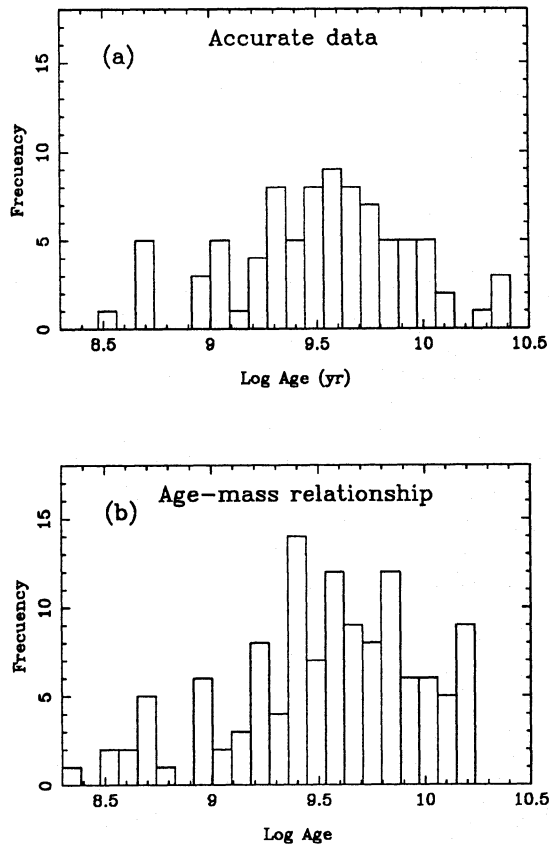 Accurate data
(a)
15
10
5
0
Frecuency
8.5 9 9.5 10 10.5
Log Age (yr)
Age-mass relationship
(b)
15
10
5
0
Frecuency
8.5 9 9.5 10 10.5
Log Age